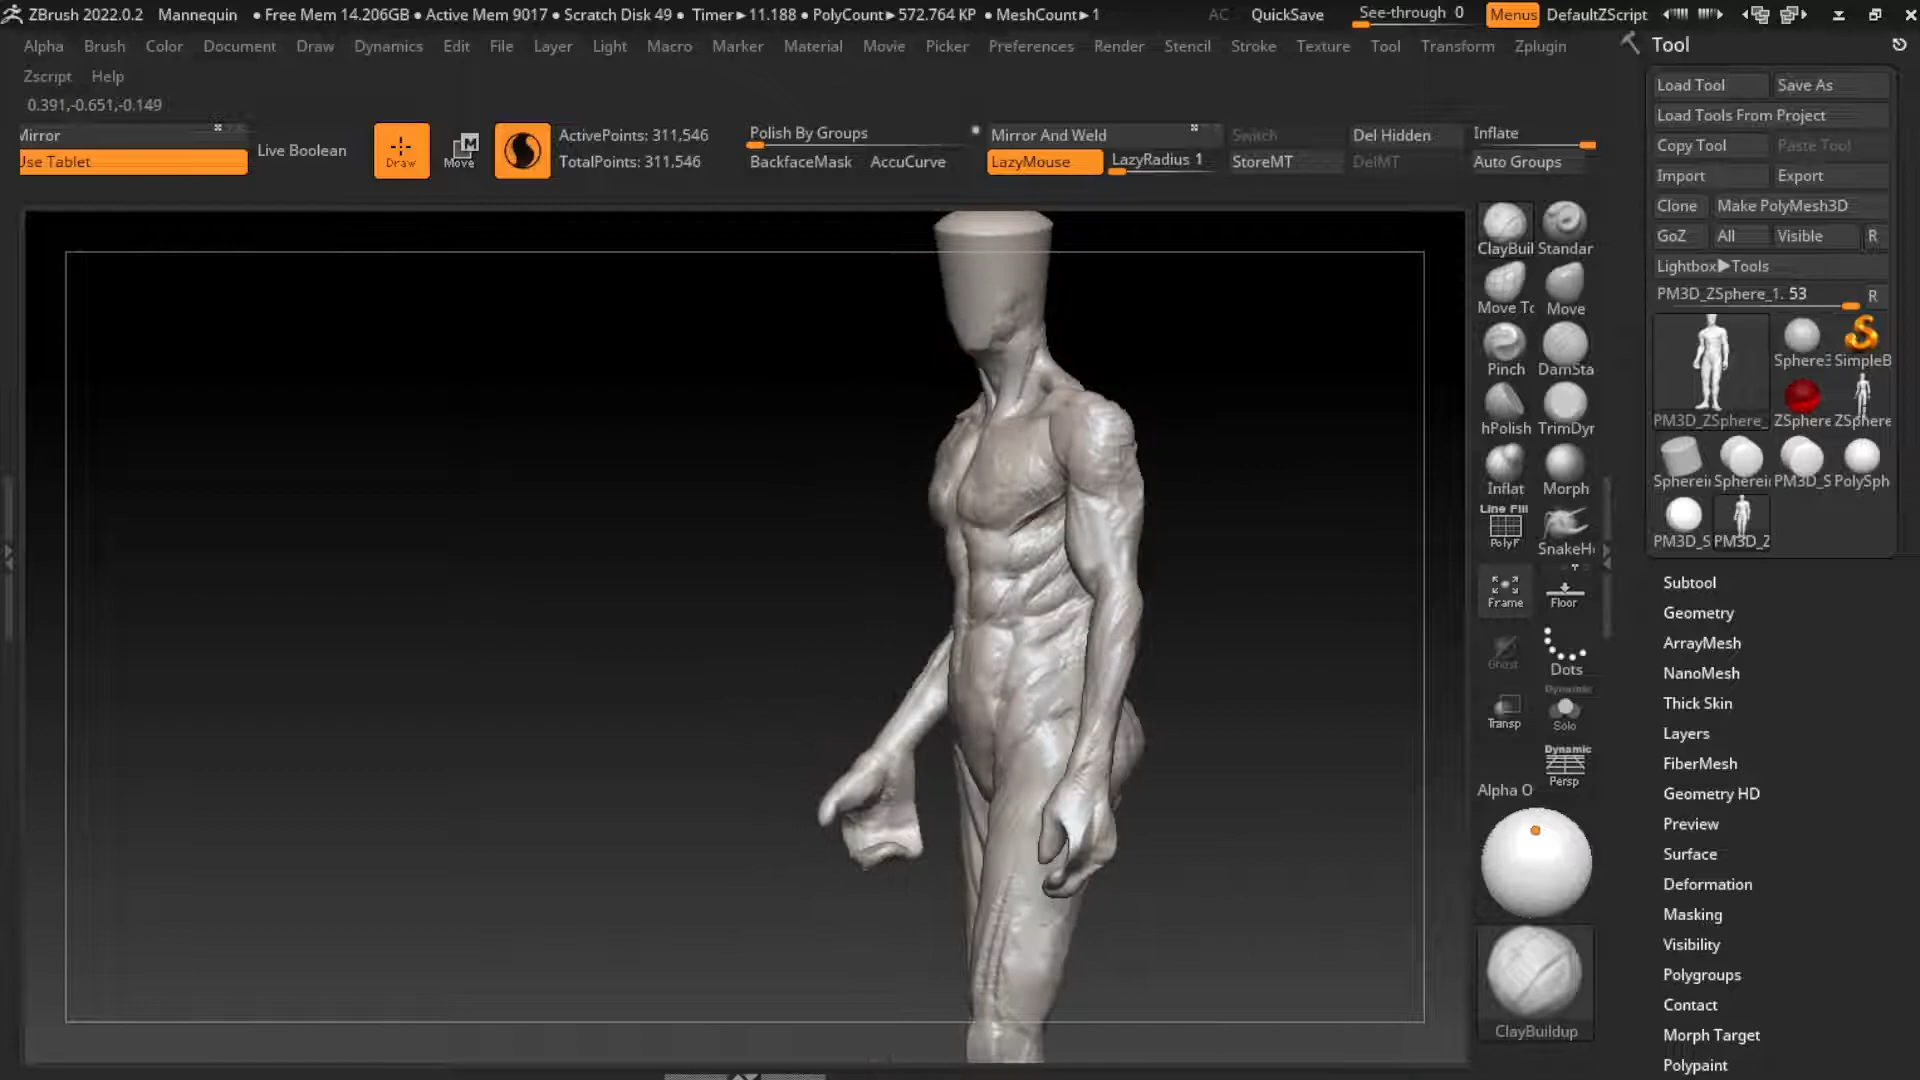 ZBrush 2022.0.2 Mannequin • Free Mem 14.206GB • Active Mem 9017 • Scratch Disk 49 • Timer▶11.188 • PolyCount▶572.764 KP • MeshCount▶1 AC QuickSave See-through 0 Menus DefaultZScript
Alpha Brush Color Document Draw Dynamics Edit File Layer Light Macro Marker Material Movie Picker Preferences Render Stencil Stroke Texture Tool Transform Zplugin
Zscript Help
0.391,-0.651,-0.149
Mirror
Use Tablet
Live Boolean
Draw
Move
M
ActivePoints: 311,546
TotalPoints: 311,546
Polish By Groups
BackfaceMask AccuCurve
Mirror And Weld
LazyMouse LazyRadius 1
Switch
StoreMT
Del Hidden
DelMT
Inflate
Auto Groups
ClayBuil Standar
Move To Move
Pinch DamSta
hPolish TrimDyr
Inflat Morph
Line Fill
PolyF
SnakeH
Frame Floor
Ghost Dots
Transp
Dynamic
Solo
Dynamic
Persp
Alpha O
ClayBuildup
Tool
Load Tool Save As
Load Tools From Project
Copy Tool Paste Tool
Import Export
Clone Make PolyMesh3D
GoZ All Visible R
Lightbox▶Tools
PM3D_ZSphere_1. 53 R
PM3D_ZSphere_ Sphere3 SimpleB
ZSphere ZSphere
Spherei Spherei PM3D_S PolySph
PM3D_S PM3D_Z
Subtool
Geometry
ArrayMesh
NanoMesh
Thick Skin
Layers
FiberMesh
Geometry HD
Preview
Surface
Deformation
Masking
Visibility
Polygroups
Contact
Morph Target
Polypaint